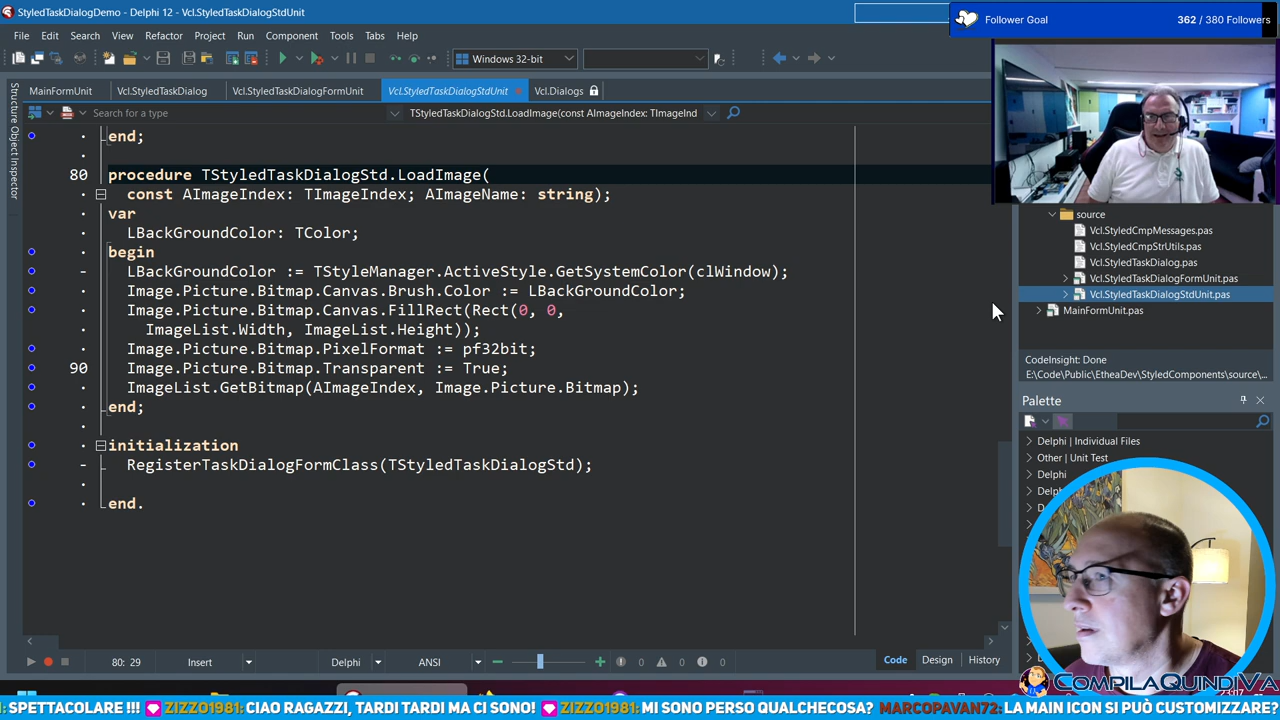 StyledTaskDialogDemo - Delphi 12 - Vcl.StyledTaskDialogStdUnit
Follower Goal
362 / 380 Followers
File Edit Search View Refactor Project Run Component Tools Tabs Help
Windows 32-bit
MainFormUnit Vcl.StyledTaskDialog Vcl.StyledTaskDialogFormUnit Vcl.StyledTaskDialogStdUnit Vcl.Dialogs
Search for a type
TStyledTaskDialogStd.LoadImage(const AImageIndex: TImageInd
Structure Object Inspector
end;
80 procedure TStyledTaskDialogStd.LoadImage(
const AImageIndex: TImageIndex; AImageName: string);
var
LBackGroundColor: TColor;
begin
LBackGroundColor := TStyleManager.ActiveStyle.GetSystemColor(clWindow);
Image.Picture.Bitmap.Canvas.Brush.Color := LBackGroundColor;
Image.Picture.Bitmap.Canvas.FillRect(Rect(0, 0,
ImageList.Width, ImageList.Height));
Image.Picture.Bitmap.PixelFormat := pf32bit;
90 Image.Picture.Bitmap.Transparent := True;
ImageList.GetBitmap(AImageIndex, Image.Picture.Bitmap);
end;
initialization
RegisterTaskDialogFormClass(TStyledTaskDialogStd);
end.
source
Vcl.StyledCmpMessages.pas
Vcl.StyledCmpStrUtils.pas
Vcl.StyledTaskDialog.pas
Vcl.StyledTaskDialogFormUnit.pas
Vcl.StyledTaskDialogStdUnit.pas
MainFormUnit.pas
CodeInsight: Done
E:\Code\Public\EtheaDev\StyledComponents\source\...
Palette
Delphi | Individual Files
Other | Unit Test
Delphi
80: 29 Insert Delphi ANSI 0 0 0 Code Design History
COMPILAQUINDIVA
: SPETTACOLARE !!! ZIZZO1981: CIAO RAGAZZI, TARDI TARDI MA CI SONO! ZIZZO1981: MI SONO PERSO QUALCHECOSA? MARCOPAVAN72: LA MAIN ICON SI PUÒ CUSTOMIZZARE?